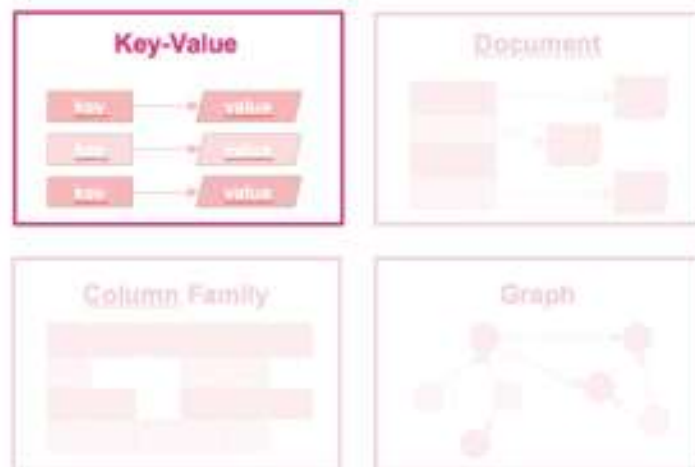 Key-Value
key value
key value
key value
Document
Column Family
Graph